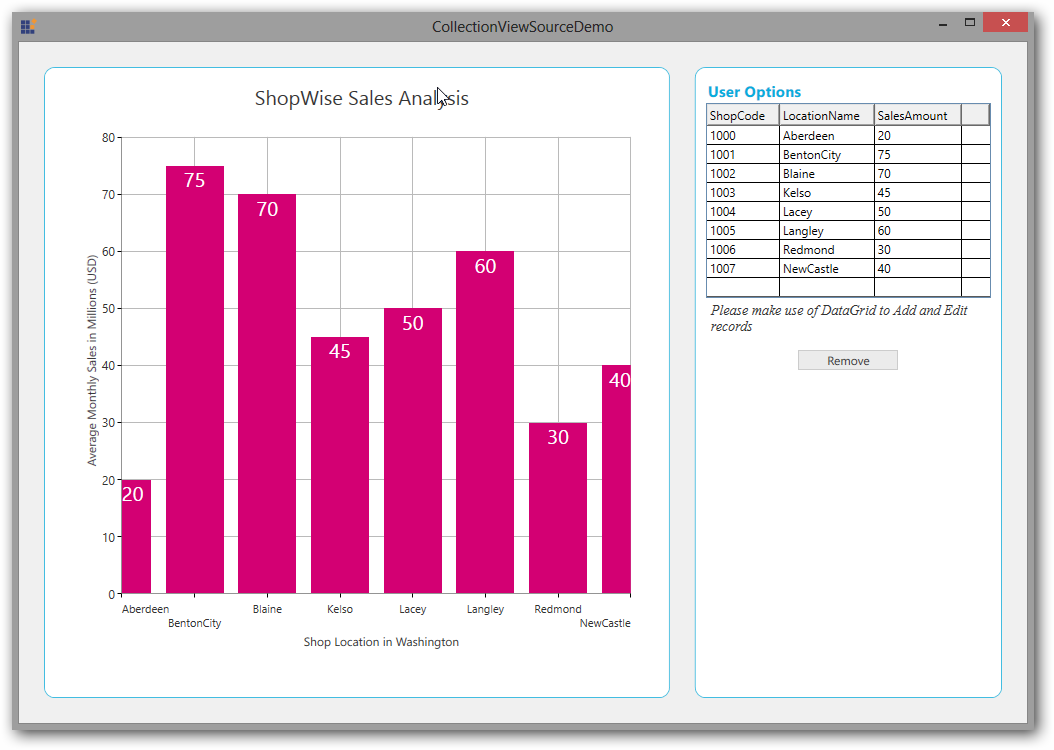 CollectionViewSourceDemo
ShopWise Sales Analysis
80
70
60
50
40
30
20
10
0
Average Monthly Sales in Millions (USD)
20
75
70
45
50
60
30
40
Aberdeen Blaine Kelso Lacey Langley Redmond
BentonCity NewCastle
Shop Location in Washington
User Options
ShopCode LocationName SalesAmount
1000 Aberdeen 20
1001 BentonCity 75
1002 Blaine 70
1003 Kelso 45
1004 Lacey 50
1005 Langley 60
1006 Redmond 30
1007 NewCastle 40
Please make use of DataGrid to Add and Edit
records
Remove